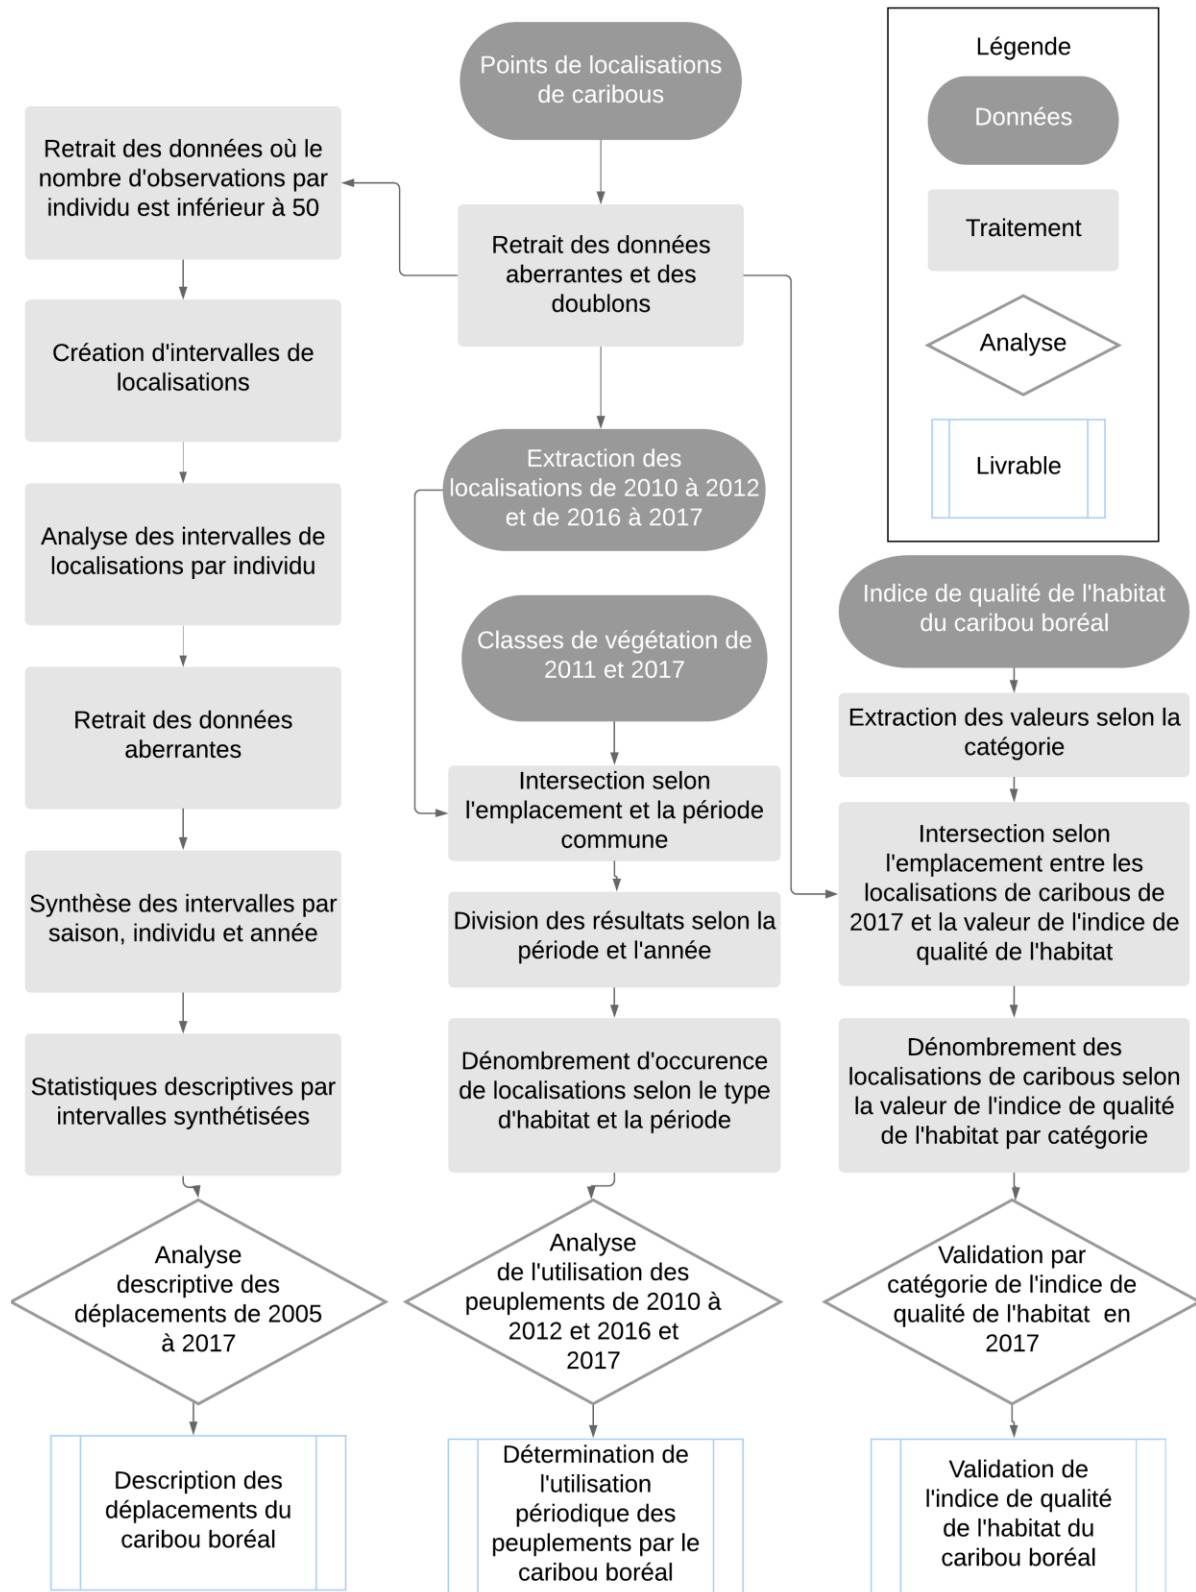 Points de localisations
de caribous
Légende
Données
Traitement
Analyse
Livrable
Retrait des données où le
nombre d'observations par
individu est inférieur à 50
Retrait des données
aberrantes et des
doublons
Création d'intervalles de
localisations
Analyse des intervalles de
localisations par individu
Retrait des données
aberrantes
Synthèse des intervalles par
saison, individu et année
Statistiques descriptives par
intervalles synthétisées
Analyse
descriptive des
déplacements de 2005
à 2017
Description des
déplacements du
caribou boréal
Extraction des
localisations de 2010 à 2012
et de 2016 à 2017
Classes de végétation de
2011 et 2017
Intersection selon
l'emplacement et la période
commune
Division des résultats selon la
période et l'année
Dénombrement d'occurence
de localisations selon le type
d'habitat et la période
Analyse
de l'utilisation des
peuplements de 2010 à
2012 et 2016 et
2017
Détermination de
l'utilisation
périodique des
peuplements par le
caribou boréal
Indice de qualité de l'habitat
du caribou boréal
Extraction des valeurs selon la
catégorie
Intersection selon
l'emplacement entre les
localisations de caribous de
2017 et la valeur de l'indice de
qualité de l'habitat
Dénombrement des
localisations de caribous selon
la valeur de l'indice de qualité
de l'habitat par catégorie
Validation par
catégorie de l'indice de
qualité de l'habitat en
2017
Validation de
l'indice de qualité
de l'habitat du
caribou boréal